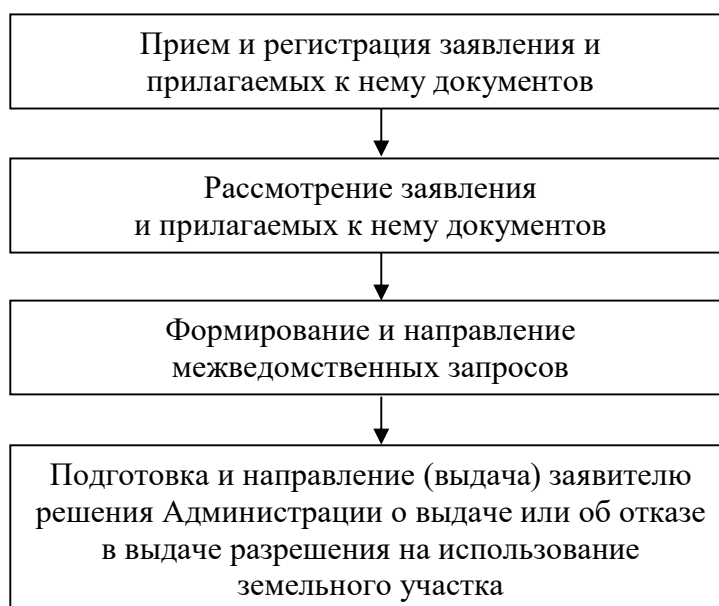 Прием и регистрация заявления и
прилагаемых к нему документов
Рассмотрение заявления
и прилагаемых к нему документов
Формирование и направление
межведомственных запросов
Подготовка и направление (выдача) заявителю
решения Администрации о выдаче или об отказе
в выдаче разрешения на использование
земельного участка